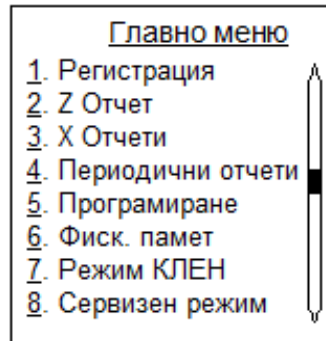 Главно меню
1. Регистрация
2. Z Отчет
3. X Отчети
4. Периодични отчети
5. Програмиране
6. Фиск. памет
7. Режим КЛЕН
8. Сервизен режим